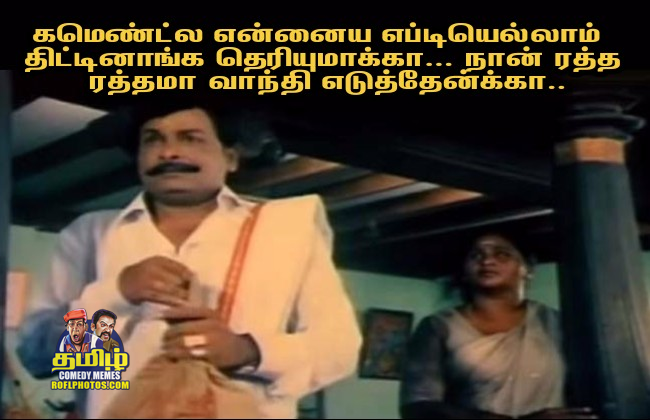 கமெண்ட்ல என்னைய எப்டியெல்லாம்
திட்டினாங்க தெரியுமாக்கா... நான் ரத்த
ரத்தமா வாந்தி எடுத்தேன்க்கா..
தமிழ்
COMEDY MEMES
ROFLPHOTOS.COM